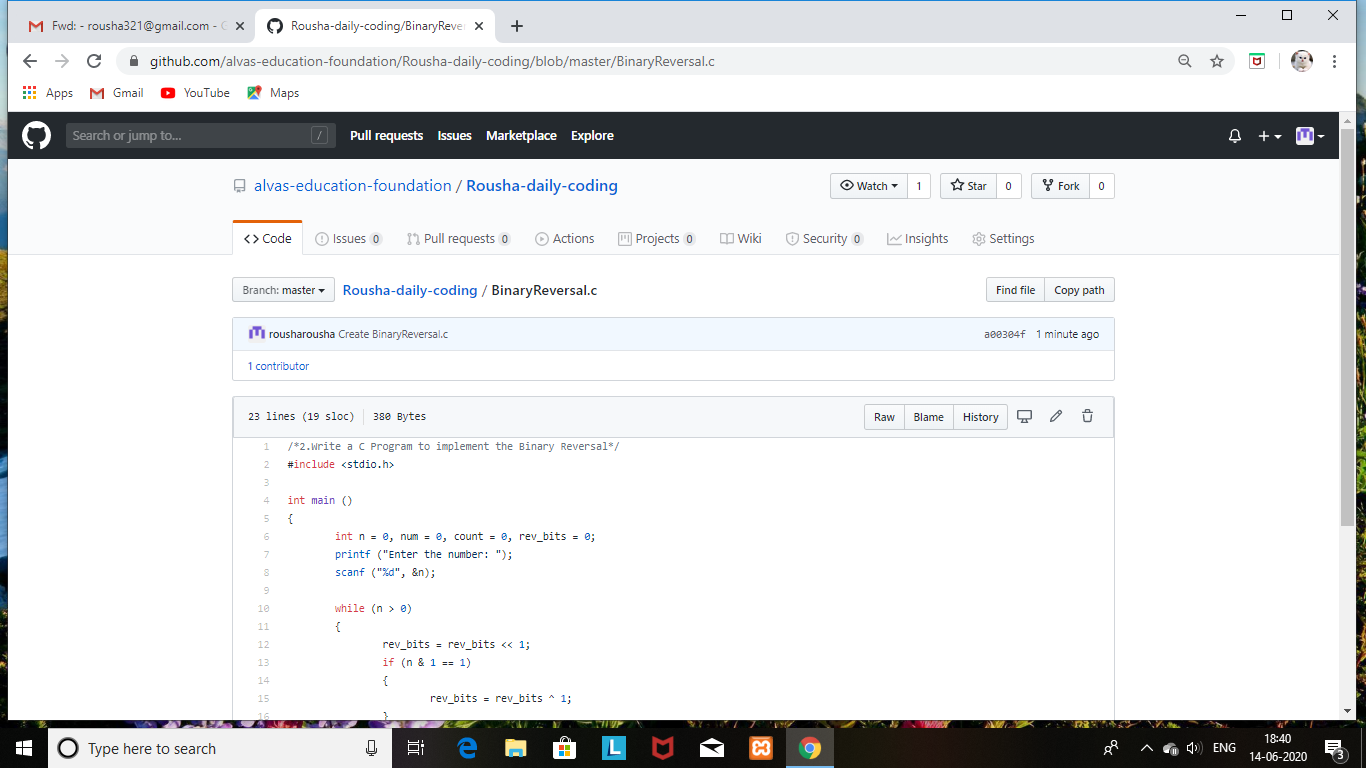 Fwd: - rousha321@gmail.com -
Rousha-daily-coding/BinaryRever
github.com/alvas-education-foundation/Rousha-daily-coding/blob/master/BinaryReversal.c
Apps Gmail YouTube Maps
Search or jump to... / Pull requests Issues Marketplace Explore
alvas-education-foundation / Rousha-daily-coding Watch 1 Star 0 Fork 0
Code Issues 0 Pull requests 0 Actions Projects 0 Wiki Security 0 Insights Settings
Branch: master Rousha-daily-coding / BinaryReversal.c Find file Copy path
rousharousha Create BinaryReversal.c a00304f 1 minute ago
1 contributor
23 lines (19 sloc) 380 Bytes Raw Blame History
1 /*2.Write a C Program to implement the Binary Reversal*/
2 #include <stdio.h>
3
4 int main ()
5 {
6 int n = 0, num = 0, count = 0, rev_bits = 0;
7 printf ("Enter the number: ");
8 scanf ("%d", &n);
9
10 while (n > 0)
11 {
12 rev_bits = rev_bits << 1;
13 if (n & 1 == 1)
14 {
15 rev_bits = rev_bits ^ 1;
16 }
Type here to search L ENG 18:40
14-06-2020 3